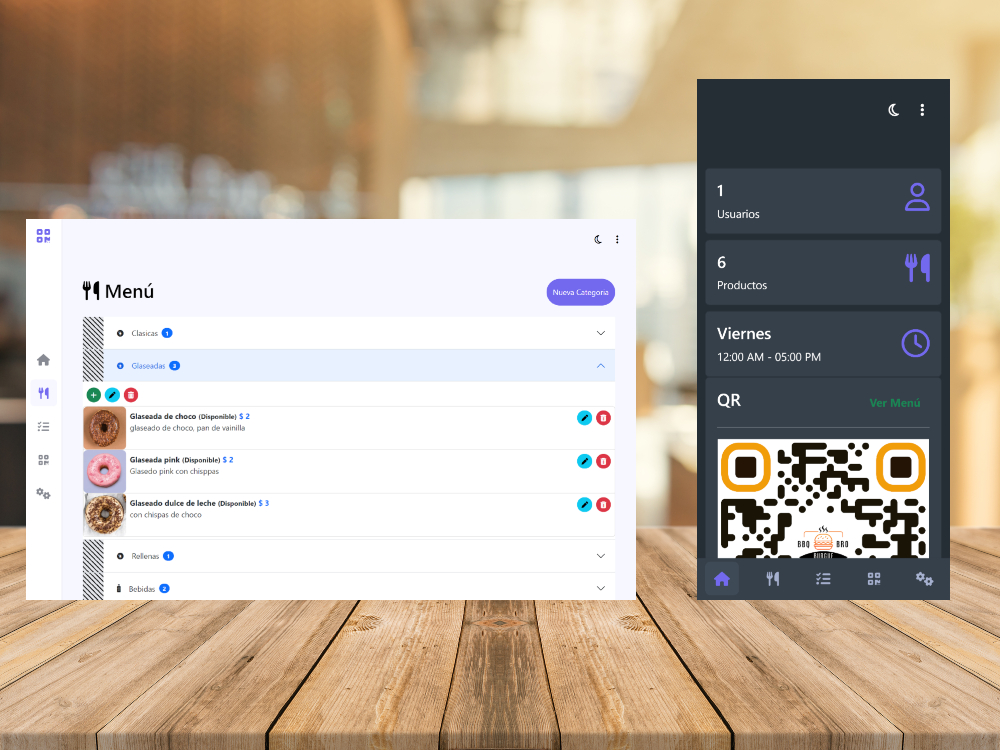 Menú
Nueva Categoria
Clasicas 1
Glaseadas 3
Glaseada de choco (Disponible) $ 2
glaseado de choco, pan de vainilla
Glaseada pink (Disponible) $ 2
Glasedo pink con chisppas
Glaseado dulce de leche (Disponible) $ 3
con chispas de choco
Rellenas 1
Bebidas 2
1
Usuarios
6
Productos
Viernes
12:00 AM - 05:00 PM
QR
Ver Menú
BBQ BRO
BURGUE